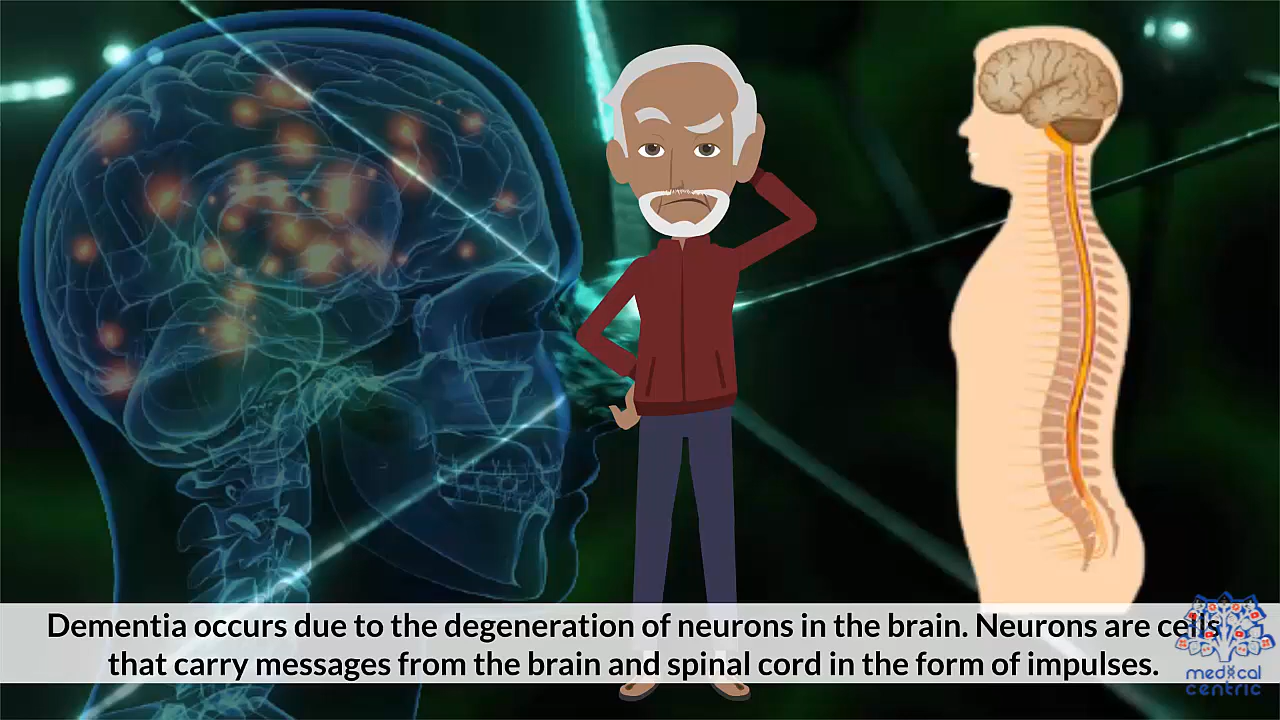 Dementia occurs due to the degeneration of neurons in the brain. Neurons are cells
that carry messages from the brain and spinal cord in the form of impulses.
medical
centric